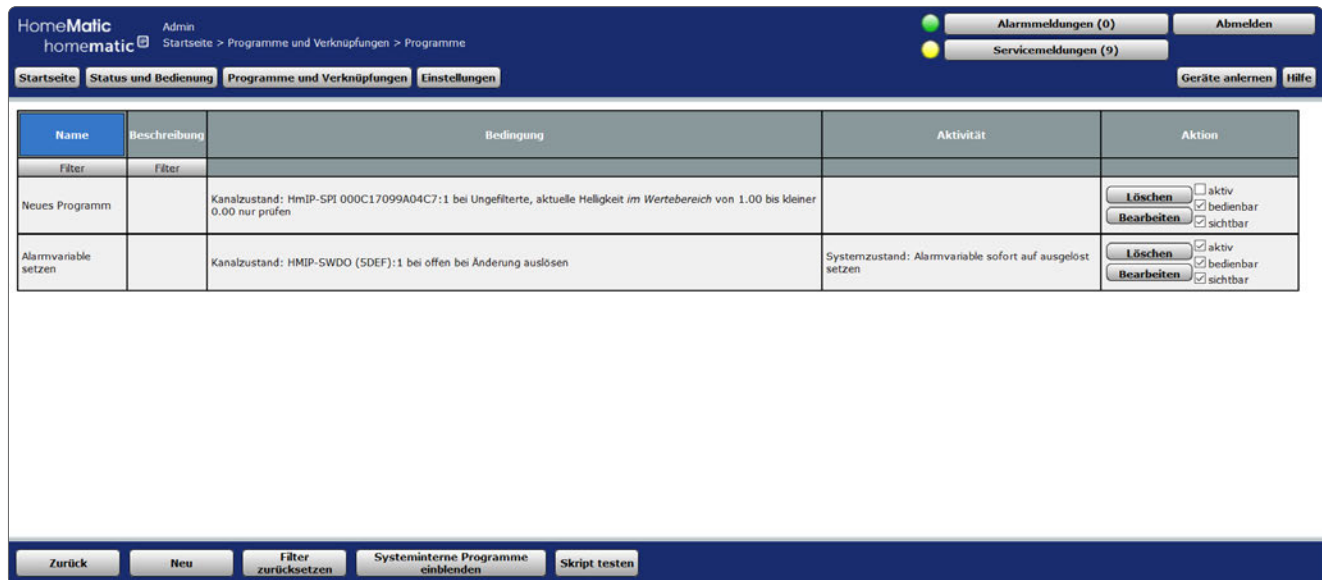 HomeMatic
Admin
Alarmmeldungen (0)
Abmelden
homematic
Startseite > Programme und Verknüpfungen > Programme
Servicemeldungen (9)
Startseite Status und Bedienung Programme und Verknüpfungen Einstellungen
Geräte anlernen Hilfe
Name Beschreibung Bedingung Aktivität Aktion
Filter Filter
Neues Programm
Kanalzustand: HmIP-SPI 000C17099A04C7:1 bei Ungefilterte, aktuelle Helligkeit im Wertebereich von 1.00 bis kleiner
0.00 nur prüfen
Löschen
Bearbeiten
aktiv
bedienbar
sichtbar
Alarmvariable
setzen
Kanalzustand: HMIP-SWDO (5DEF):1 bei offen bei Änderung auslösen
Systemzustand: Alarmvariable sofort auf ausgelöst
setzen
Löschen
Bearbeiten
aktiv
bedienbar
sichtbar
Zurück
Neu
Filter
zurücksetzen
Systeminterne Programme
einblenden
Skript testen